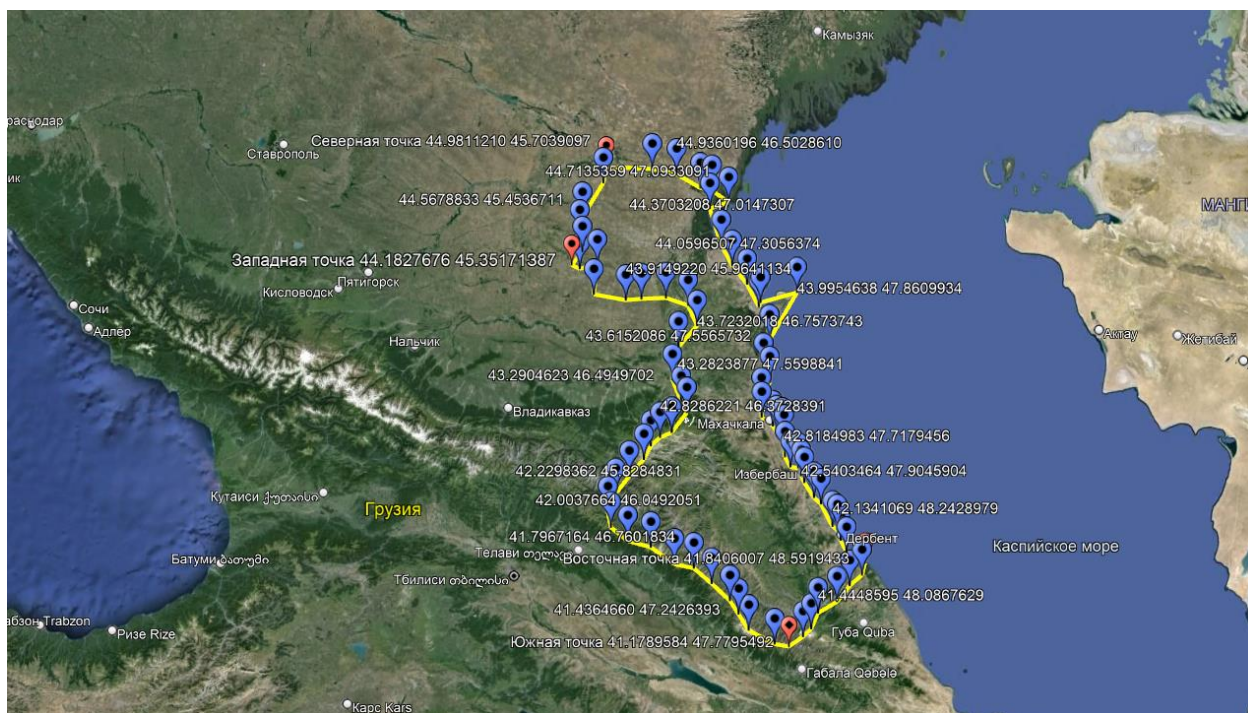 Камызяк
раснодар
Северная точка 44.9811210 45.7039097
44.9360196 46.5028610
Ставрополь
44.7135359 47.0933091
ик
44.5678833 45.4536711
44.3703208 47.0147307
МАНГ
44.0596507 47.3056374
Западная точка 44.1827676 45.35171387
43.9149220 45.9641134
Пятигорск
43.9954638 47.8609934
Кисловодск
Сочи
43.7232018 46.7573743
Адлер
Актау
43.6152086 47.5565732
Жетибай
Нальчик
43.2823877 47.5598841
43.2904623 46.4949702
42.8286221 46.3728391
Владикавказ
Махачкала
42.8184983 47.7179456
42.2298362 45.8284831
Избербаш
42.5403464 47.9045904
Кутаиси ქუთაისი
42.0037664 46.0492051
Грузия
42.1341069 48.2428979
41.7967164 46.7601834
Дербент
Каспийское море
Телави
Батуми ბათუმი
Восточная точка 41.8406007 48.5919433
Тбилиси თბილისი
41.4448595 48.0867629
41.4364660 47.2426393
абзон Trabzon
Ризе Rize
Губа Quba
Южная точка 41.1789584 47.7795492
Габала Qəbələ
Карс Kars